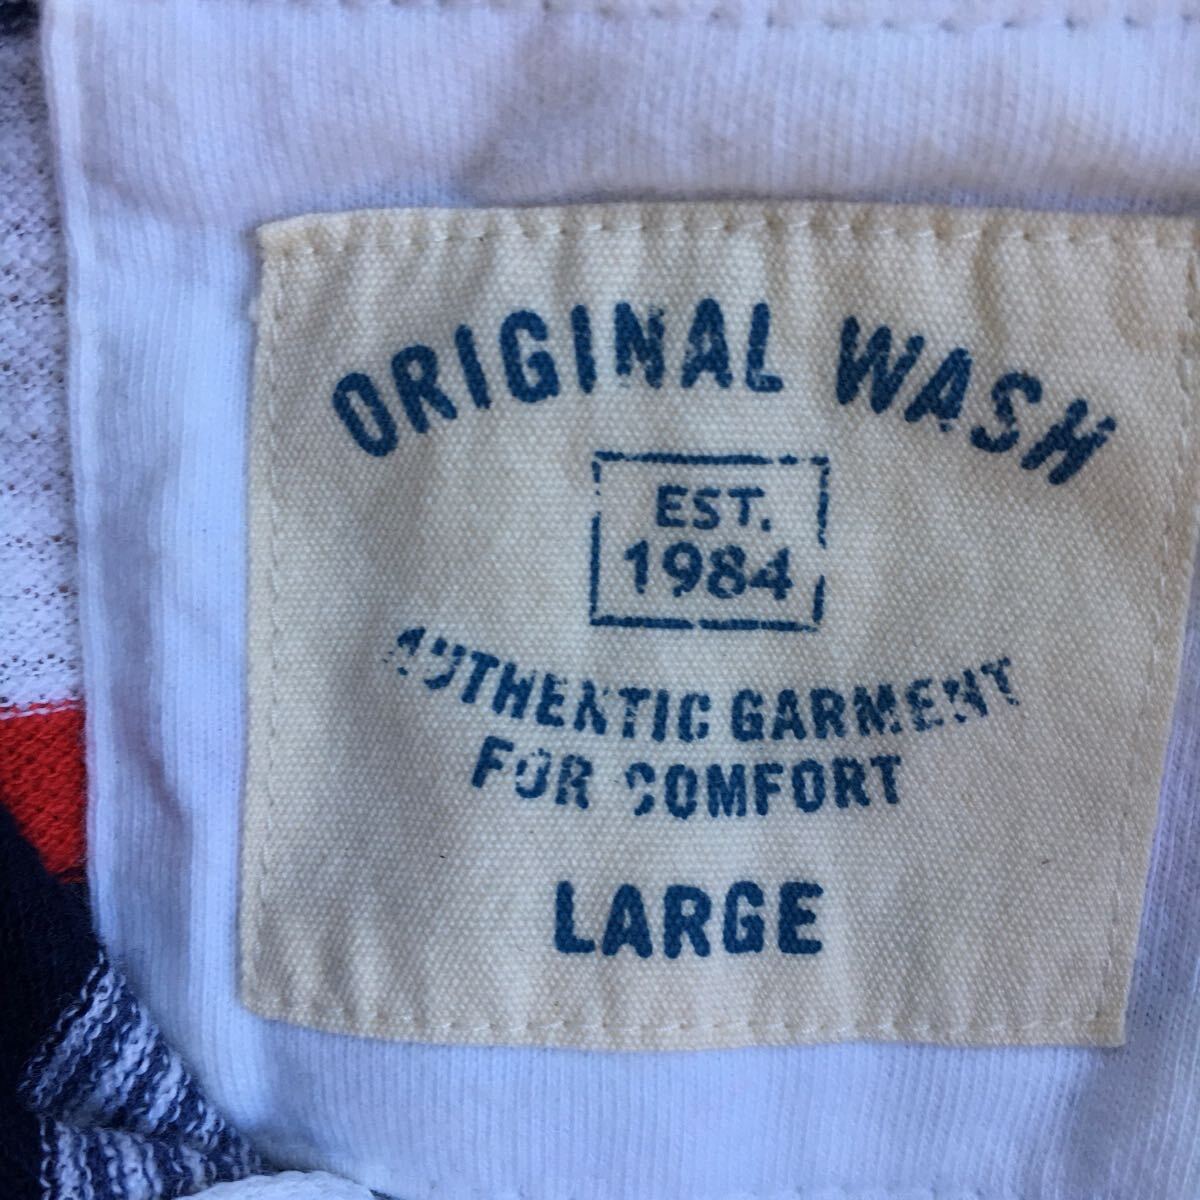 ORIGINAL WASH
EST.
1984
AUTHENTIC GARMENT
FOR COMFORT
LARGE